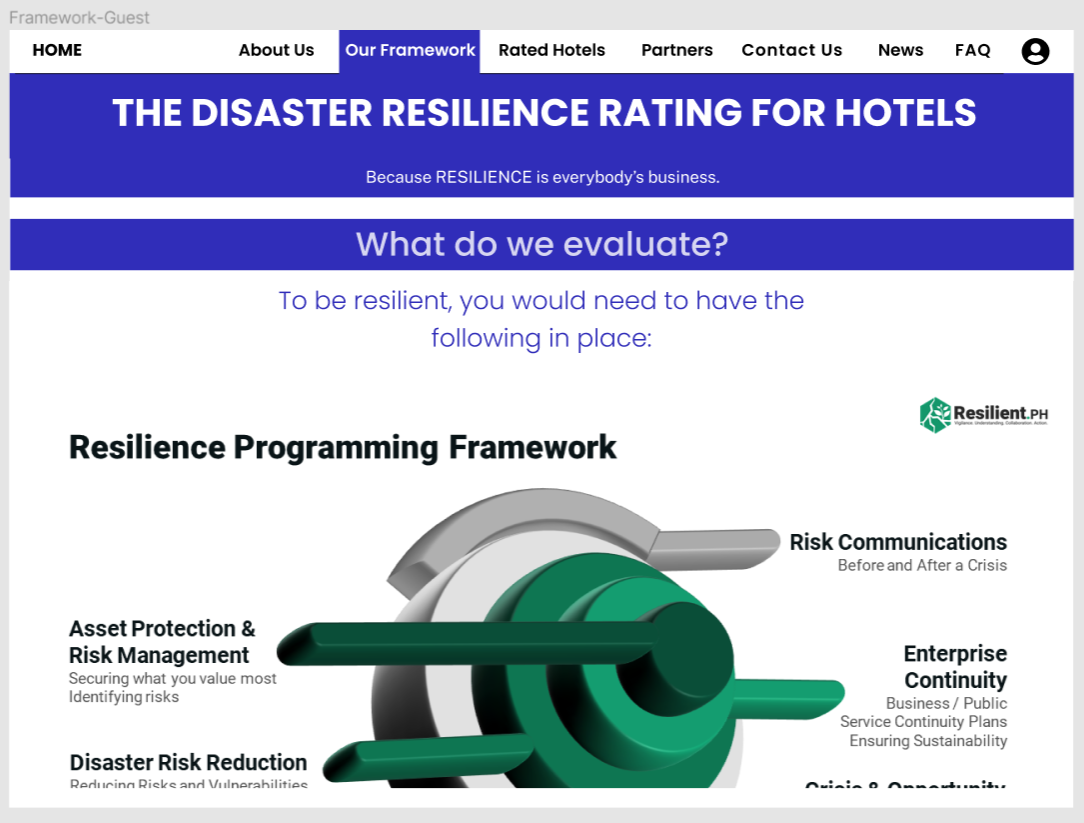 Framework-Guest
HOME About Us Our Framework Rated Hotels Partners Contact Us News FAQ
THE DISASTER RESILIENCE RATING FOR HOTELS
Because RESILIENCE is everybody's business.
What do we evaluate?
To be resilient, you would need to have the
following in place:
Resilient.PH
Vigilance. Understanding. Collaboration. Action.
Resilience Programming Framework
Risk Communications
Before and After a Crisis
Asset Protection &
Risk Management
Securing what you value most
Identifying risks
Enterprise
Continuity
Business / Public
Service Continuity Plans
Ensuring Sustainability
Disaster Risk Reduction
Reducing Risks and Vulnerabilities
Crisis & Opportunity